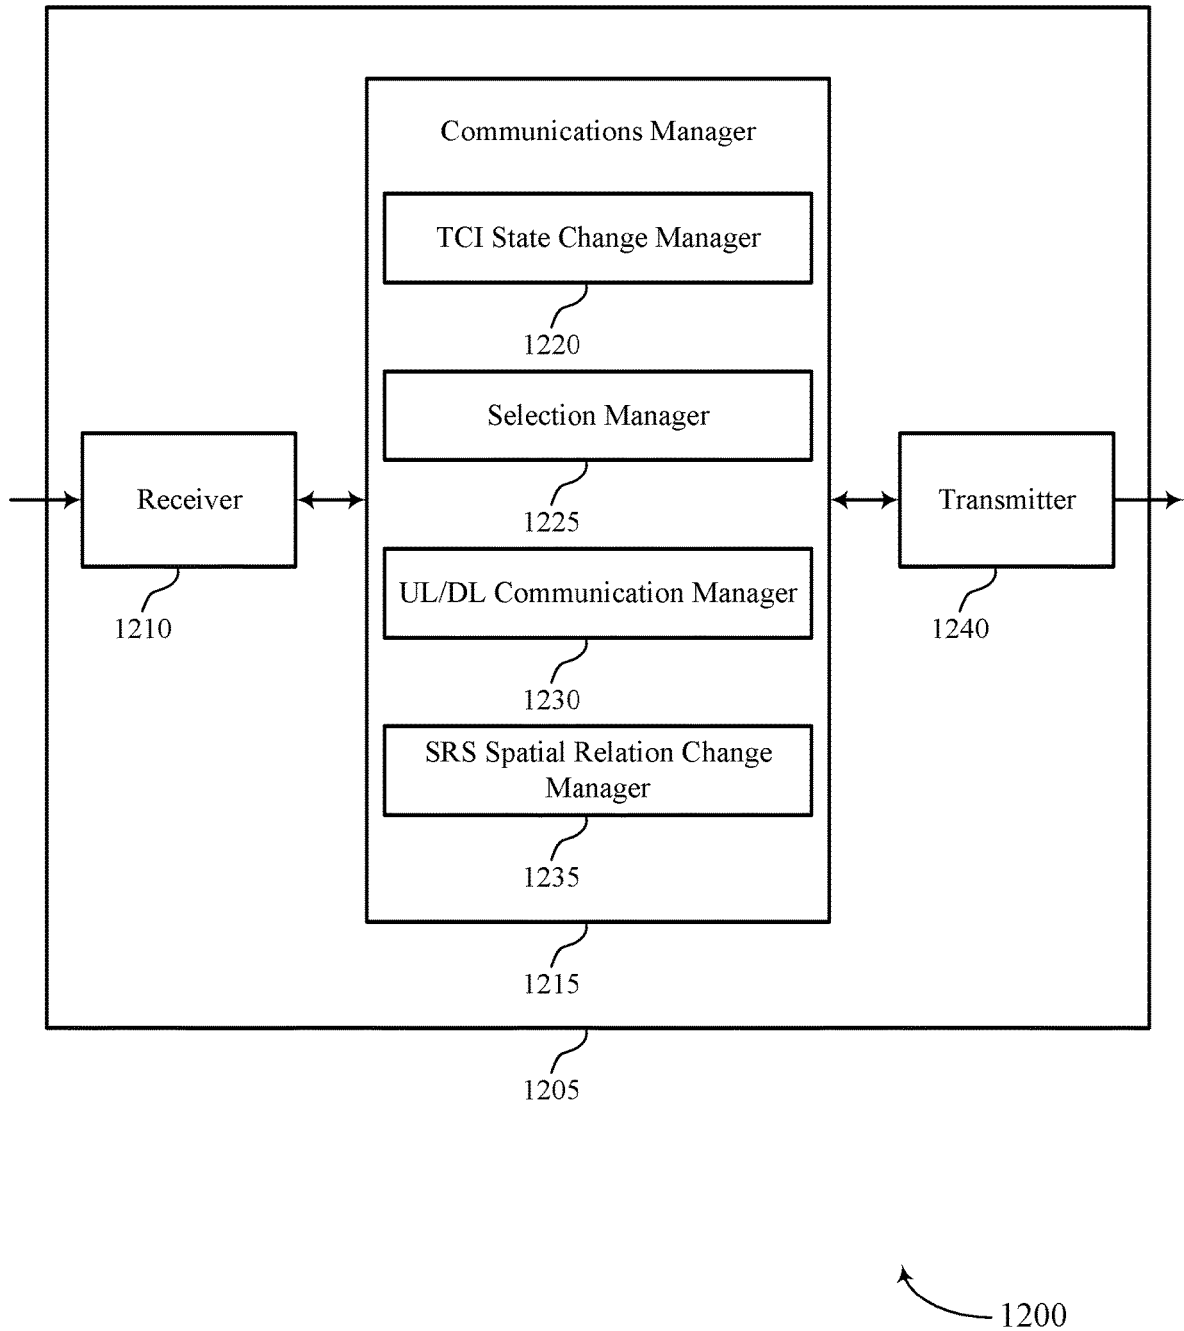 Communications Manager
TCI State Change Manager
1220
Selection Manager
1225
Receiver
1210
Transmitter
1240
UL/DL Communication Manager
1230
SRS Spatial Relation Change
Manager
1235
1215
1205
1200